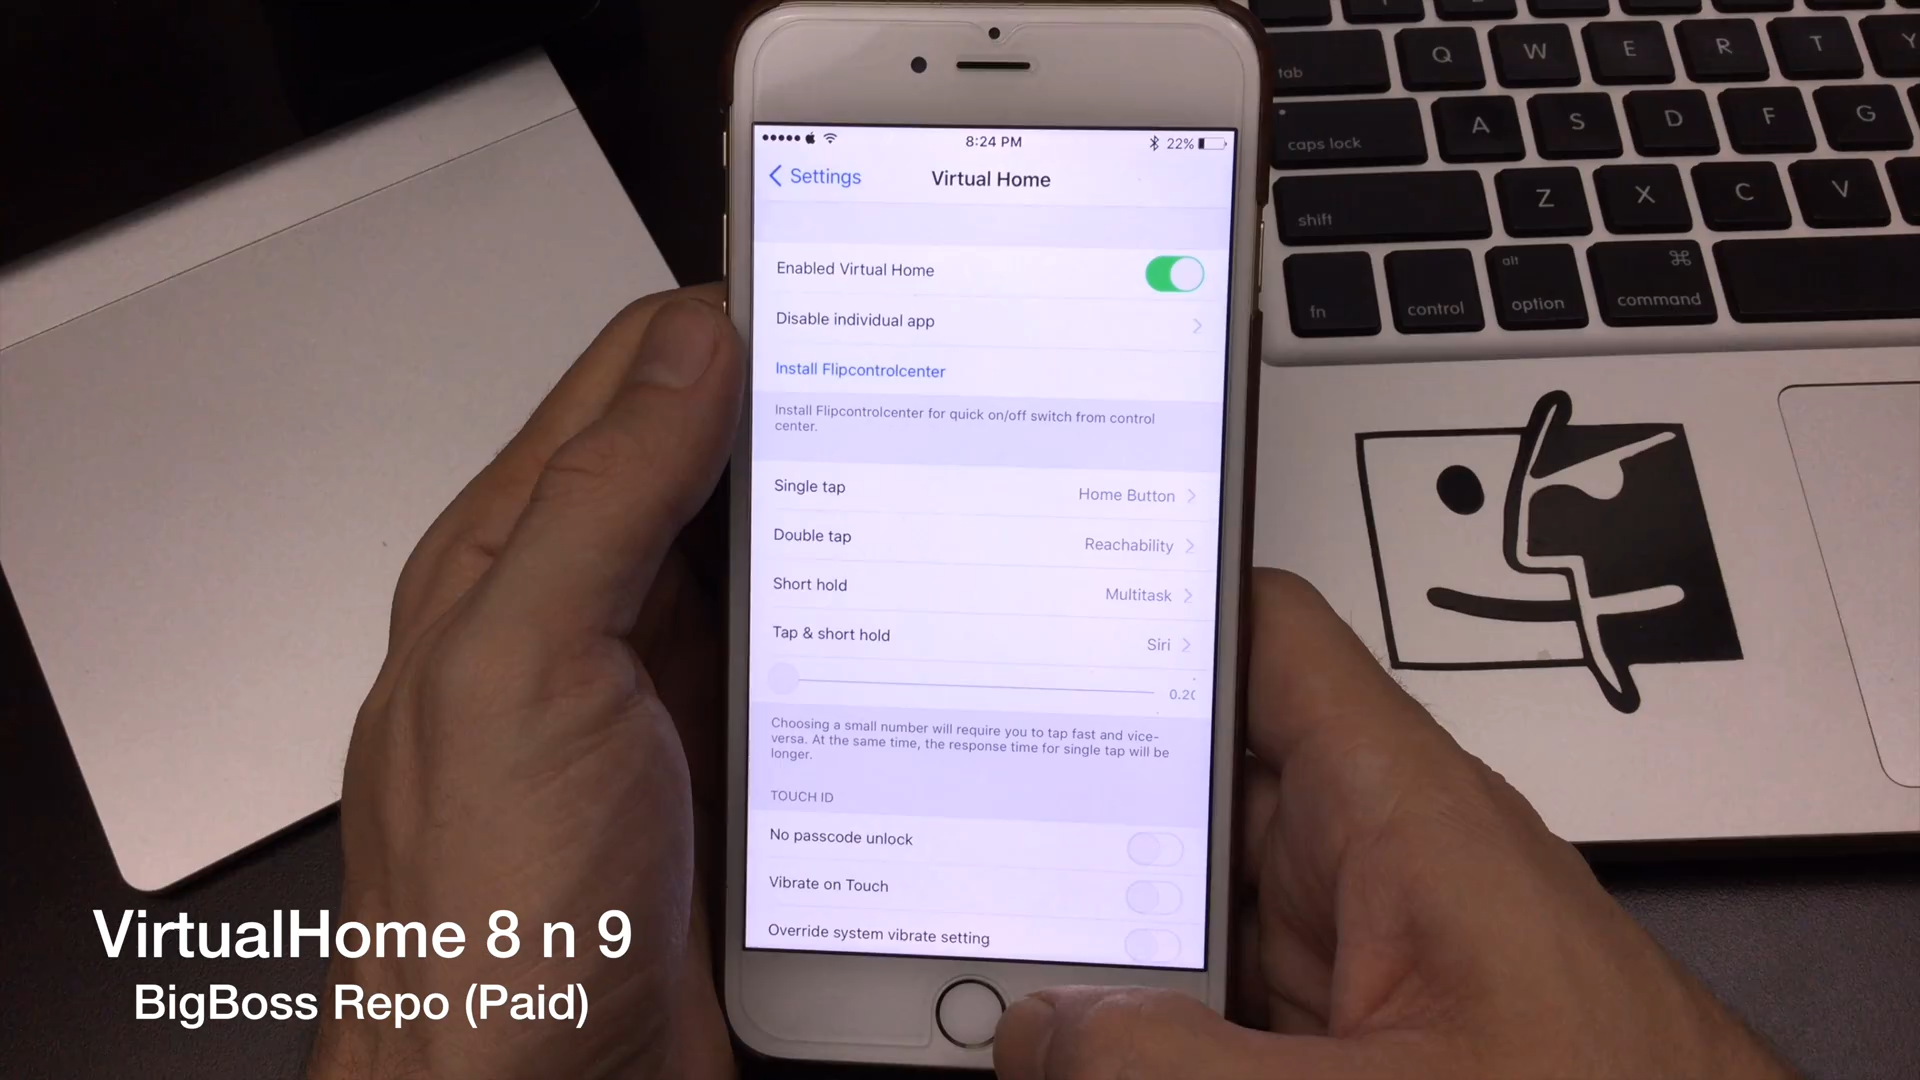 8:24 PM
22%
Settings
Virtual Home
Enabled Virtual Home
Disable individual app
Install Flipcontrolcenter
Install Flipcontrolcenter for quick on/off switch from control
center.
Single tap
Home Button
Double tap
Reachability
Short hold
Multitask
Tap & short hold
Siri
Choosing a small number will require you to tap fast and vice-
versa. At the same time, the response time for single tap will be
longer.
TOUCH ID
No passcode unlock
Vibrate on Touch
Override system vibrate setting
VirtualHome 8 n 9
BigBoss Repo (Paid)
tab
Q
W
E
R
T
Y
caps lock
A
S
D
F
G
shift
Z
X
C
V
fn
control
alt
option
⌘
command